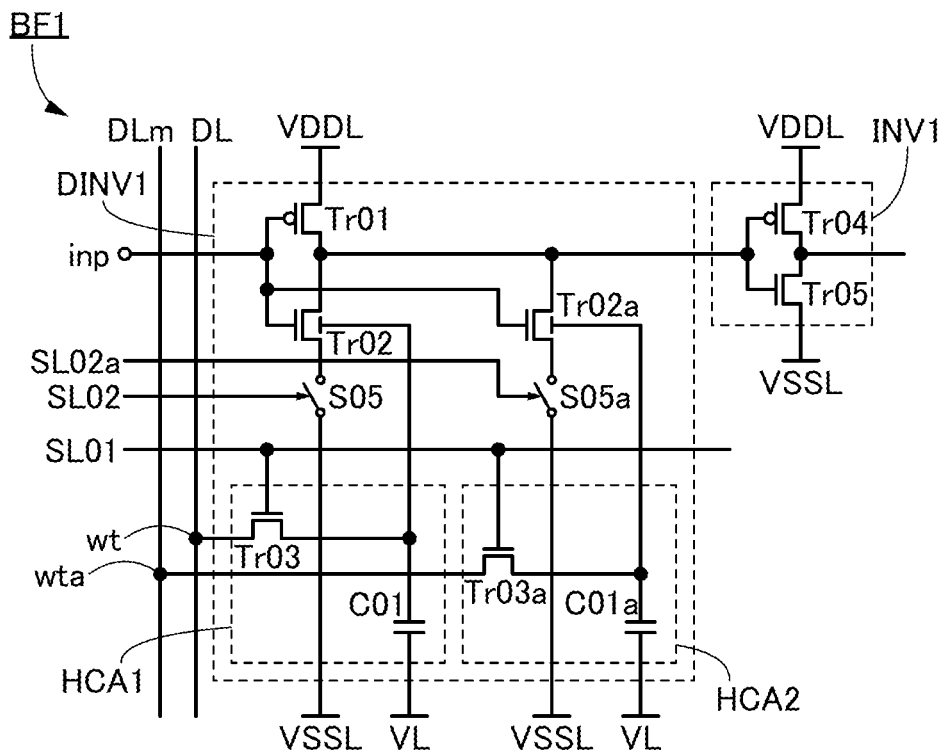 BF1
DLm DL VDDL VDDL INV1
DINV1
Tr01 Tr04
inp
Tr02a Tr05
Tr02
SL02a
VSSL
SL02 S05 S05a
SL01
wt
Tr03
wta
Tr03a
C01 C01a
HCA1 HCA2
VSSL VL VSSL VL